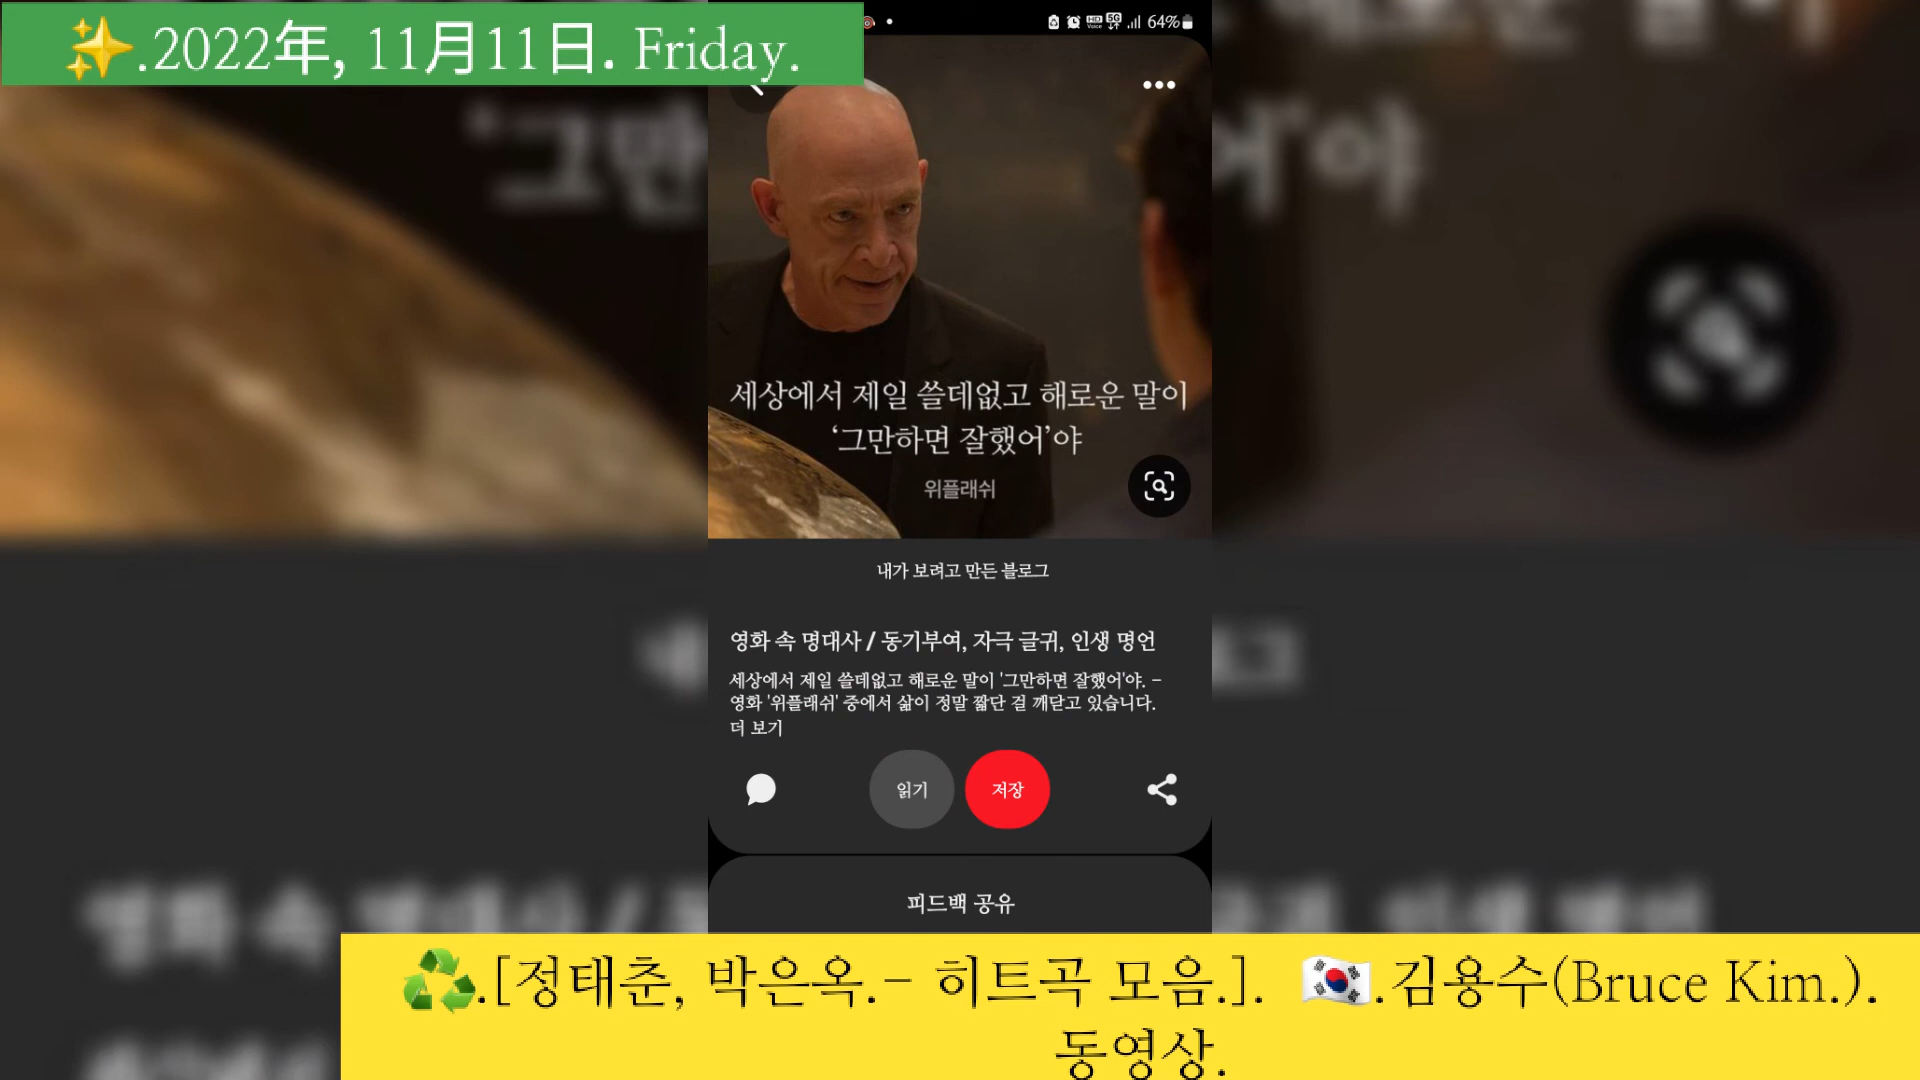 ✨.2022年, 11月11日. Friday.
64%
세상에서 제일 쓸데없고 해로운 말이
‘그만하면 잘했어’야
위플래쉬
내가 보려고 만든 블로그
영화 속 명대사 / 동기부여, 자극 글귀, 인생 명언
세상에서 제일 쓸데없고 해로운 말이 '그만하면 잘했어'야. –
영화 '위플래쉬' 중에서 삶이 정말 짧단 걸 깨닫고 있습니다.
더 보기
읽기 저장
피드백 공유
♻️.[정태춘, 박은옥.- 히트곡 모음.]. 🇰🇷.김용수(Bruce Kim.).
동영상.